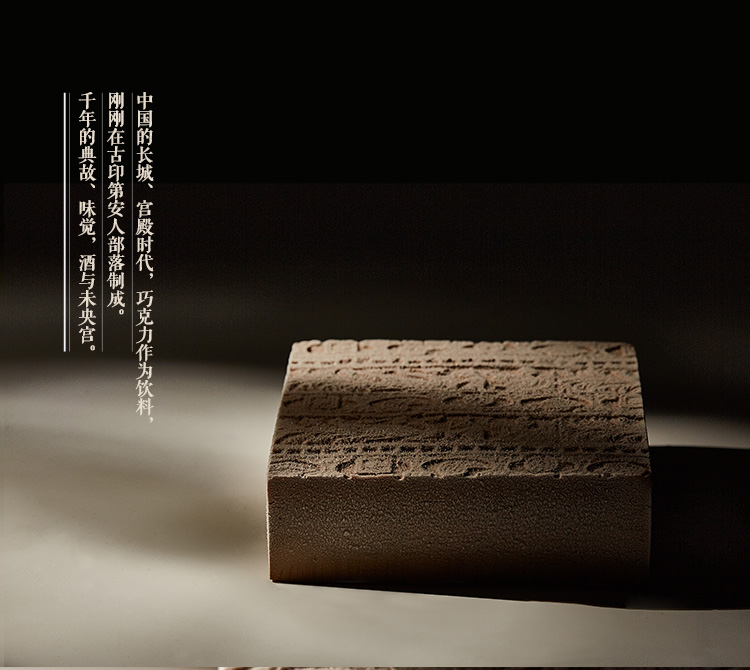 中国的长城、宫殿时代，巧克力作为饮料，
刚刚在古印第安人部落制成。
千年的典故、味觉，酒与未央宫。